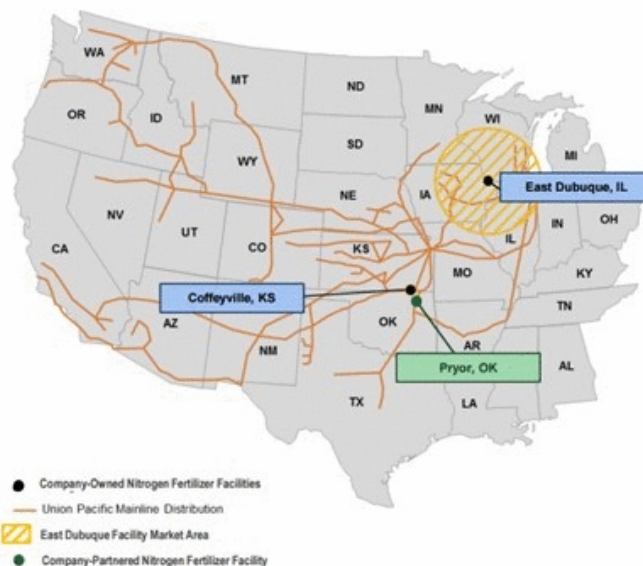 WA
MT
ND
MN
OR
ID
WI
SD
MI
WY
East Dubuque, IL
NE
IA
NV
OH
UT
IN
IL
CA
CO
KS
MO
KY
Coffeyville, KS
TN
AZ
OK
NM
AR
AL
Pryor, OK
TX
LA
Company-Owned Nitrogen Fertilizer Facilities
Union Pacific Mainline Distribution
East Dubuque Facility Market Area
Company-Partnered Nitrogen Fertilizer Facility